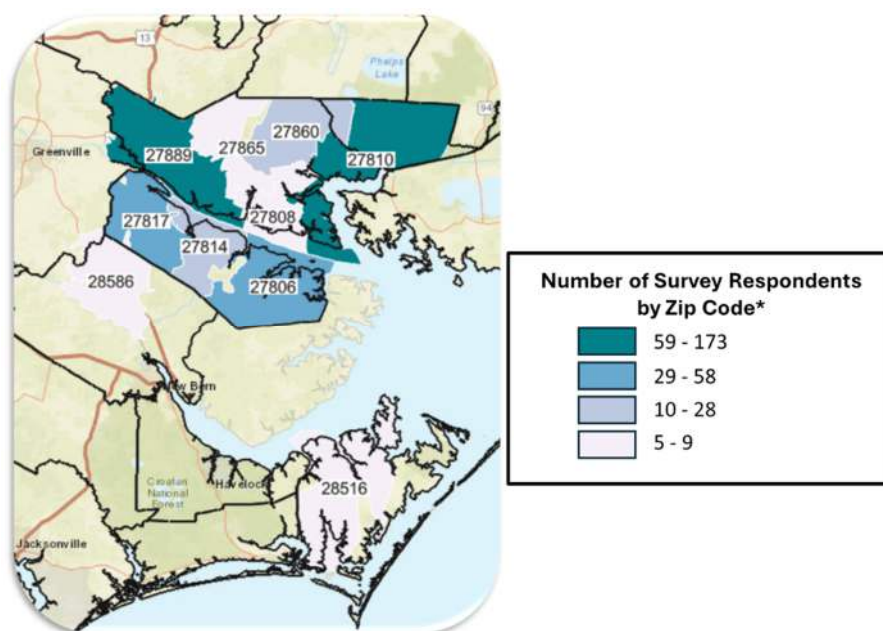 13
Phelps
Lake
94
Greenville
27860
27865
27889
27810
27808
27817
27814
28586
27806
New Bern
Croatan
National
Forest
Havelock
28516
Jacksonville
Number of Survey Respondents
by Zip Code*
59 - 173
29 - 58
10 - 28
5 - 9